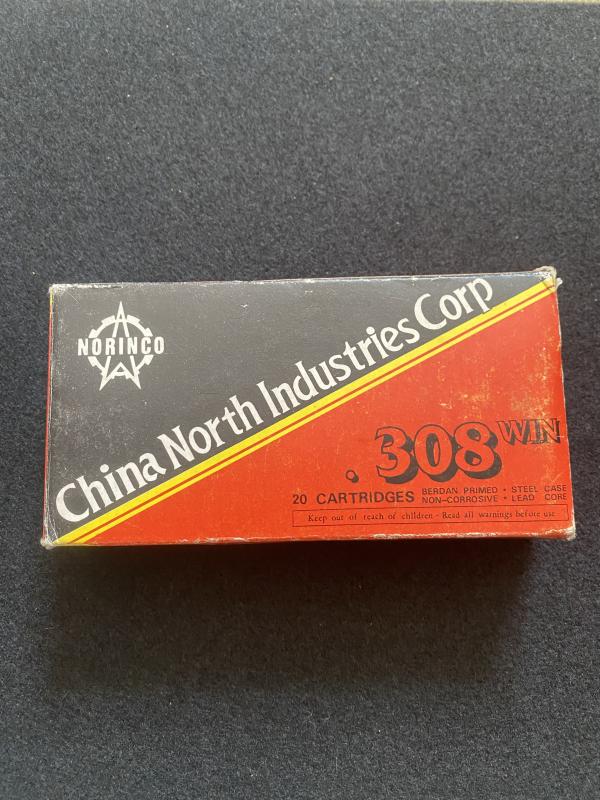 NORINCO
China North Industries Corp
.308 WIN
20 CARTRIDGES BERDAN PRIMED • STEEL CASE
NON-CORROSIVE • LEAD CORE
Keep out of reach of children - Read all warnings before use